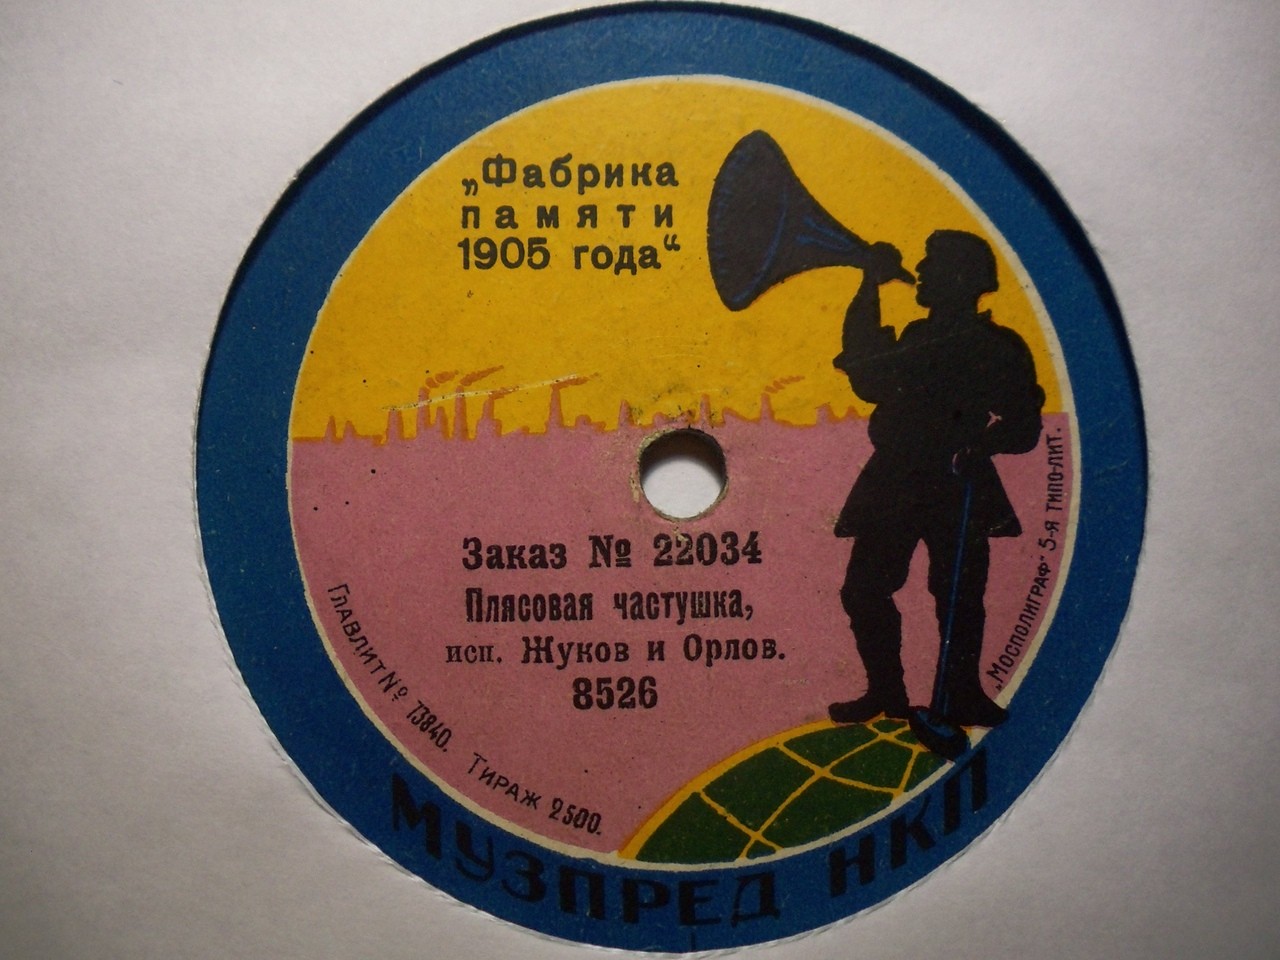 „Фабрика
памяти
1905 года“
Заказ № 22034
Плясовая частушка,
исп. Жуков и Орлов.
8526
Главлит № 73840. Тираж 2500.
„Мосполиграф“ 5-я типо-лит.
МУЗПРЕД НКП